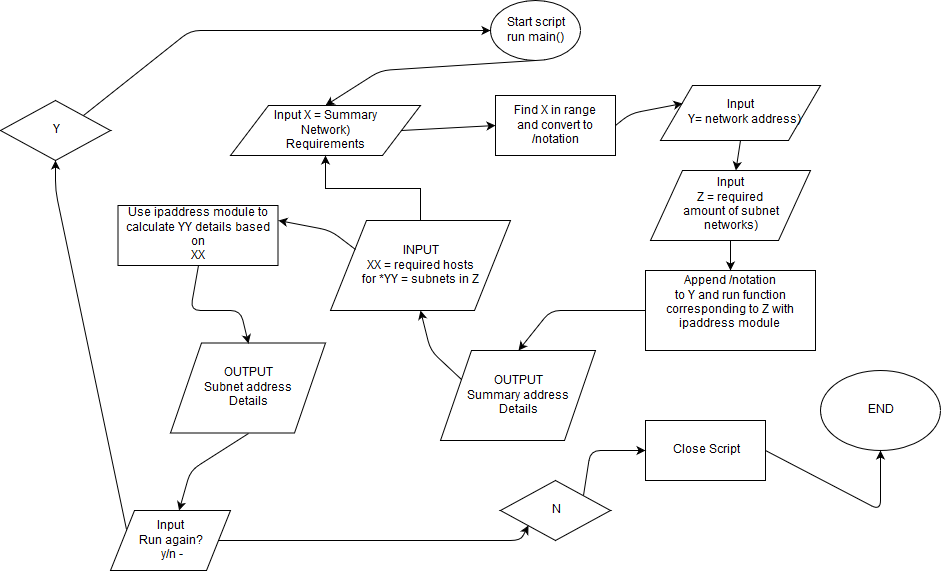 Start script
run main()
Y
Input X = Summary
Network)
Requirements
Find X in range
and convert to
/notation
Input
Y= network address)
Input
Z = required
amount of subnet
networks)
Append /notation
to Y and run function
corresponding to Z with
ipaddress module
OUTPUT
Summary address
Details
INPUT
XX = required hosts
for *YY = subnets in Z
Use ipaddress module to
calculate YY details based
on
XX
OUTPUT
Subnet address
Details
Input
Run again?
y/n -
N
Close Script
END